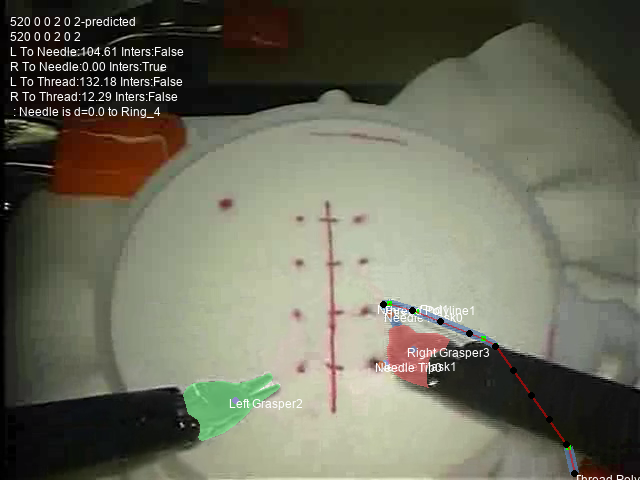 520 0 0 2 0 2-predicted
520 0 0 2 0 2
L To Needle:104.61 Inters:False
R To Needle:0.00 Inters:True
L To Thread:132.18 Inters:False
R To Thread:12.29 Inters:False
: Needle is d=0.0 to Ring_4
Right Grasper3
Left Grasper2